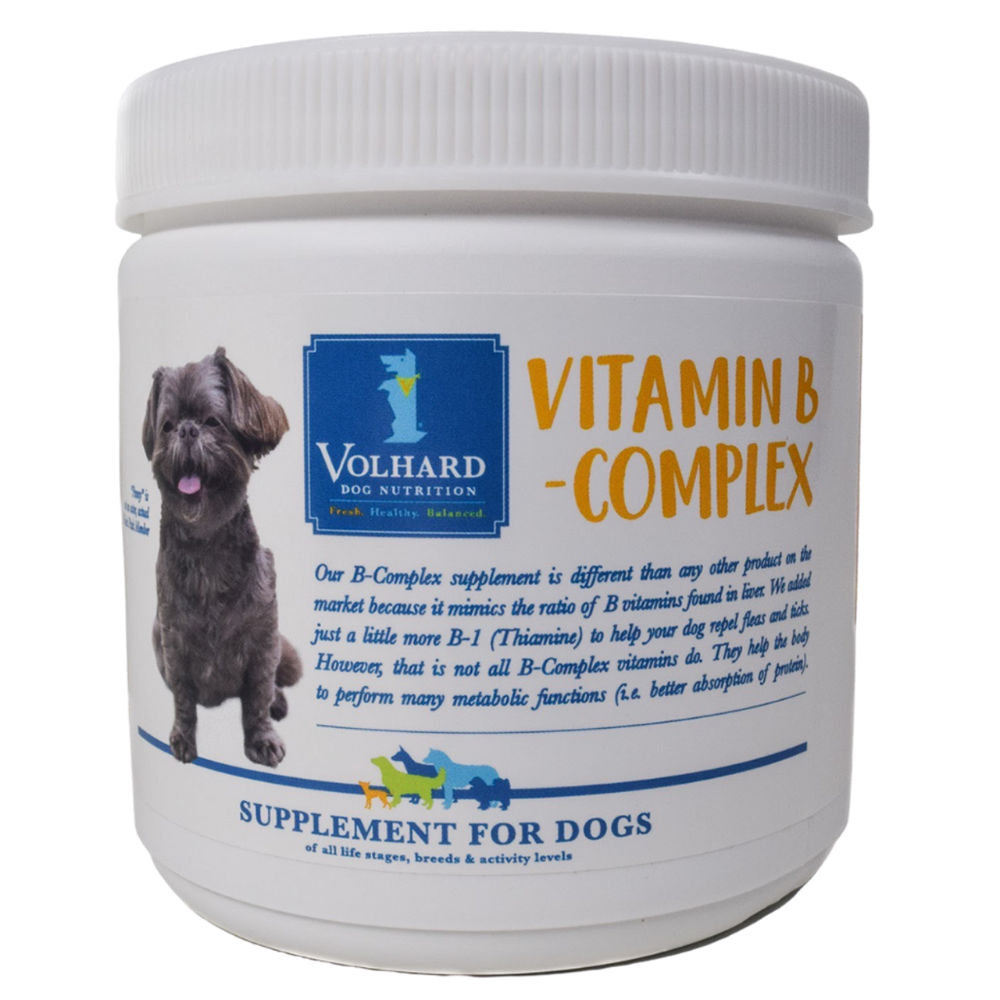 VOLHARD
DOG NUTRITION
Fresh. Healthy. Balanced.
VITAMIN B
-COMPLEX
is
actual
Member
Our B-Complex supplement is different than any other product on the
market because it mimics the ratio of B vitamins found in liver. We added
just a little more B-1 (Thiamine) to help your dog repel fleas and ticks.
However, that is not all B-Complex vitamins do. They help the body
to perform many metabolic functions (i.e. better absorption of protein).
SUPPLEMENT FOR DOGS
of all life stages, breeds & activity levels